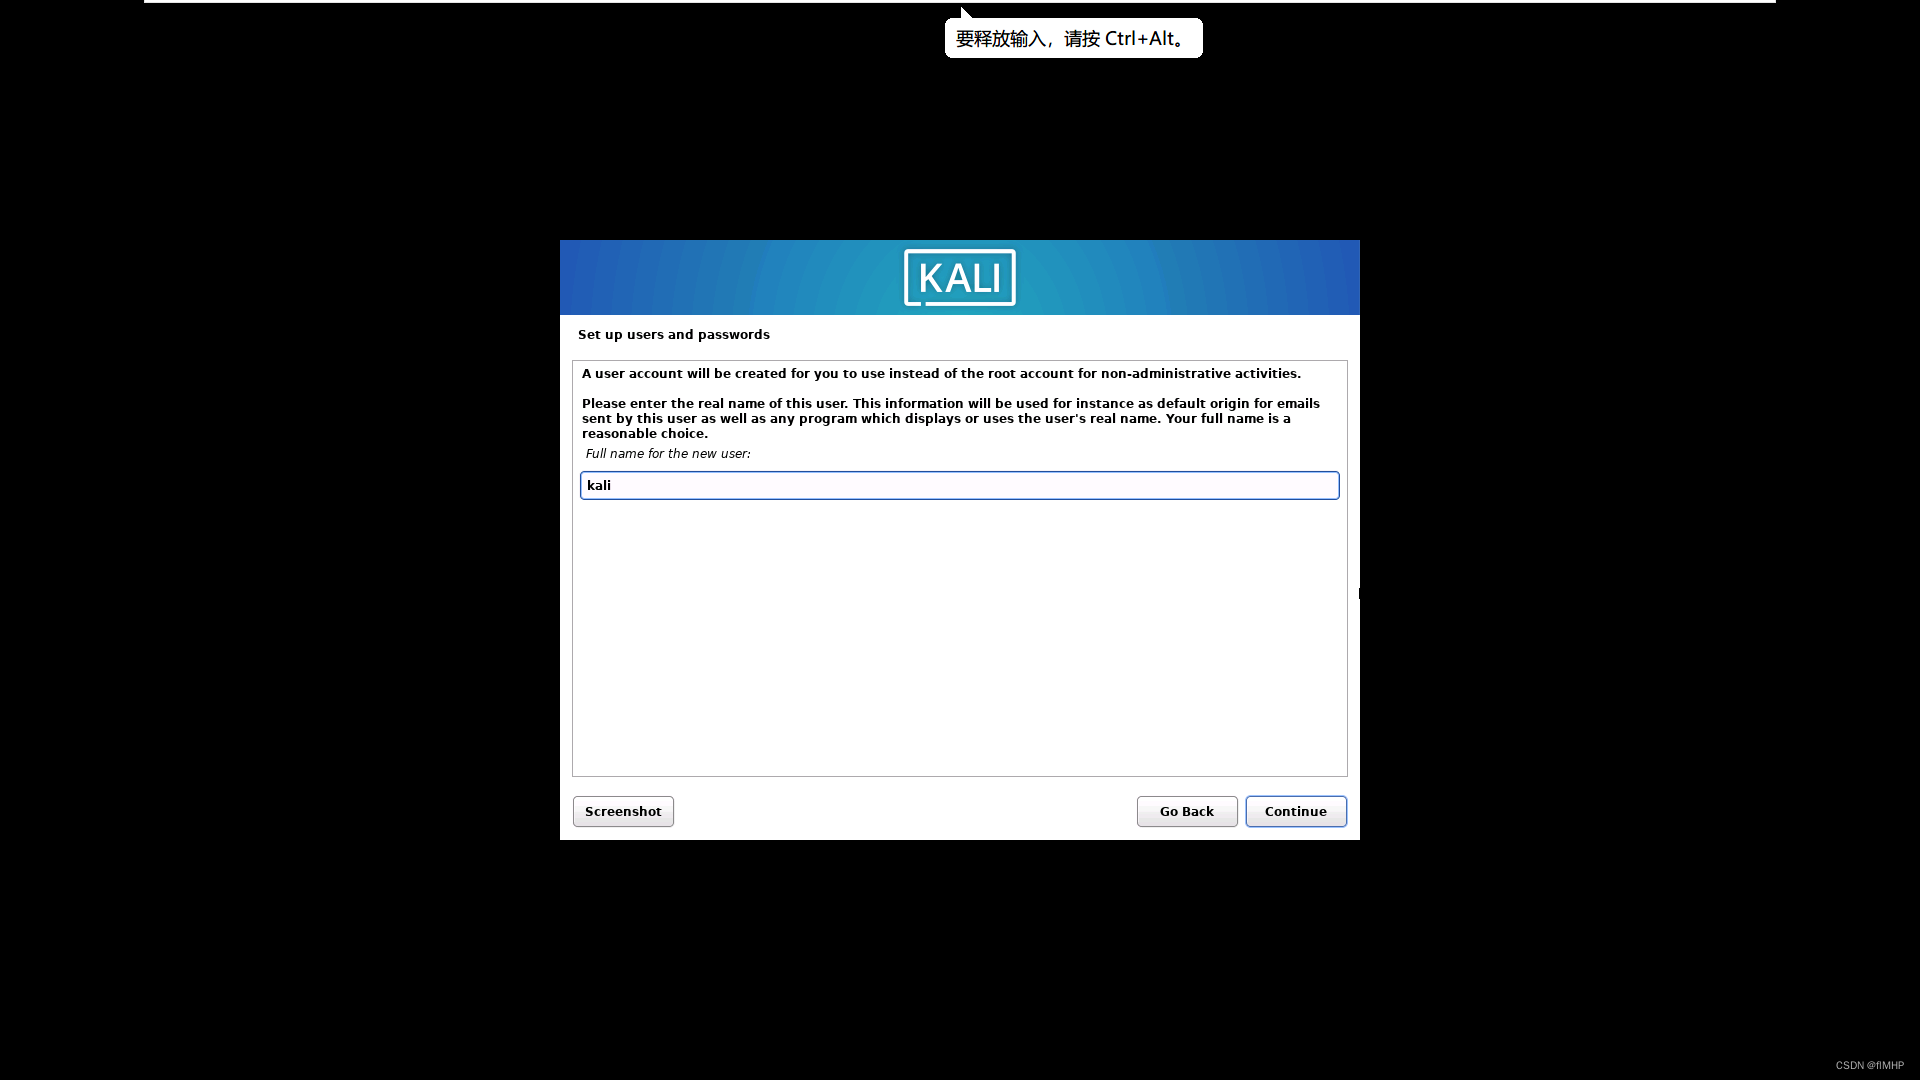 要释放输入，请按 Ctrl+Alt。
KALI
Set up users and passwords
A user account will be created for you to use instead of the root account for non-administrative activities.
Please enter the real name of this user. This information will be used for instance as default origin for emails
sent by this user as well as any program which displays or uses the user's real name. Your full name is a
reasonable choice.
Full name for the new user:
kali
Screenshot
Go Back
Continue
CSDN @flMHP